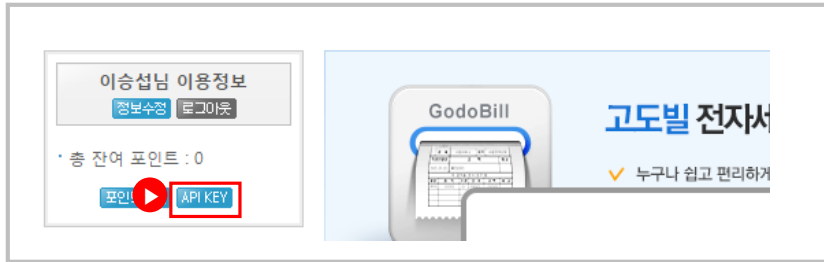 이승섭님 이용정보
정보수정 로그아웃
총 잔여 포인트 : 0
API KEY
GodoBill
고도빌 전자
누구나 쉽고 편리하게